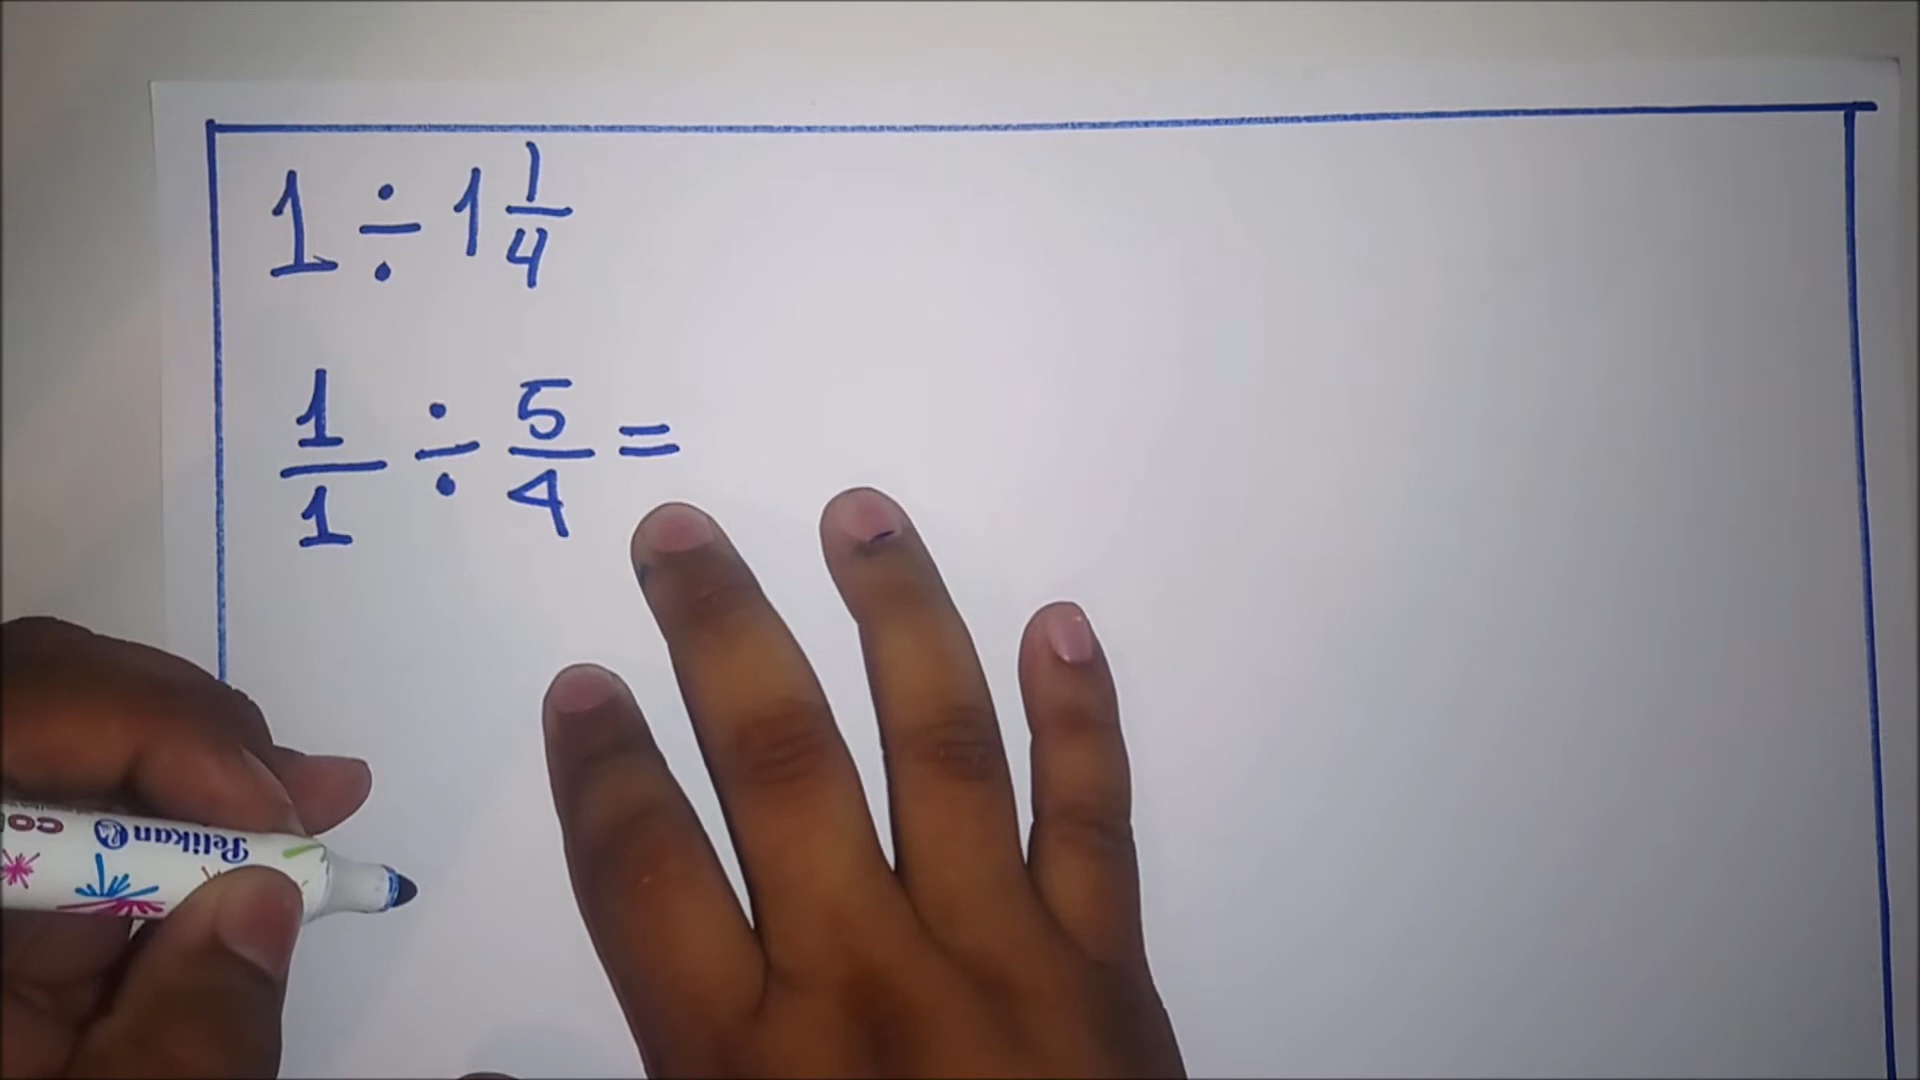 1 ÷ 1 1/4
1/1 ÷ 5/4 =
Pelikan